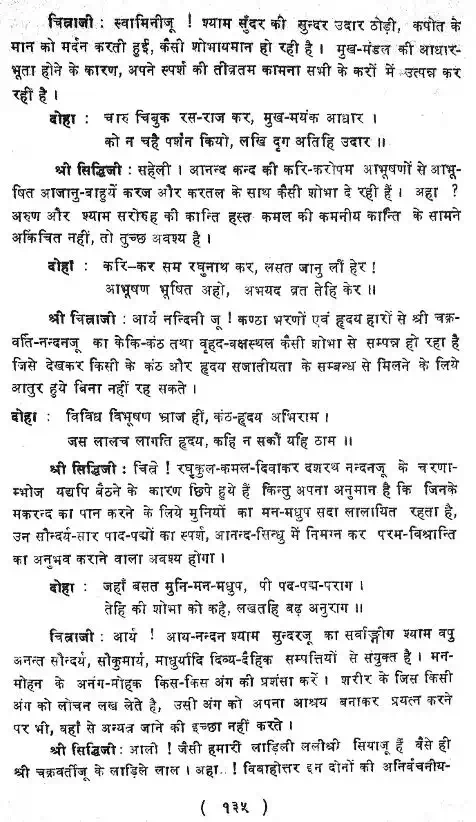 चित्राजी : स्वामिनीजू ! श्याम सुंदर की सुन्दर उदार ठोड़ी, कपोत के
मान को मर्दन करती हुई, कैसी शोभायमान हो रही है । मुख-मंडल की आधार-
भूता होने के कारण, अपने स्पर्श की तीव्रतम कामना सभी के करों में उत्पन्न कर
रहीं है ।
दोहा : चारु चिबुक रस-राज कर, मुख-मयंक आधार ।
को न चहै पर्शन कियो, लखि दृग अतिहि उदार ॥
श्री सिद्धिजी : सहेली । आनन्द कन्द की करि-करोपम आभूषणों से आभू-
षित आजानु-बाहुयें करज और करतल के साथ कैसी शोभा दे रही हैं । अहा ?
अरुण और श्याम सरोरुह की कान्ति हस्त कमल की कमनीय कान्ति के सामने
अकिंचित नहीं, तो तुच्छ अवश्य है ।
दोहा : करि-कर सम रघुनाथ कर, लसत जानु लौं हेर !
आभूषण भूषित अहो, अभयद व्रत तेहि केर ॥
श्री चित्राजी : आर्य नन्दिनी जू ! कण्ठा भरणों एवं हृदय हारों से श्री चक्र-
वर्ति-नन्दनजू का केकि-कंठ तथा वृहद-वक्षस्थल कैसी शोभा से सम्पन्न हो रहा है
जिसे देखकर किसी के कंठ और हृदय सजातीयता के सम्बन्ध से मिलने के लिये
आतुर हुये बिना नहीं रह सकते ।
दोहा : विविध विभूषण भ्राज हीं, कंठ-हृदय अभिराम ।
जस लालच लागति हृदय, कहि न सकौं यहि ठाम ॥
श्री सिद्धिजी : चित्रे ! रघुकुल-कमल-दिवाकर दशरथ नन्दनजू के चरणा-
म्भोज यद्यपि बैठने के कारण छिपे हुये हैं किन्तु अपना अनुमान है कि जिनके
मकरन्द का पान करने के लिये मुनियों का मन-मधुप सदा लालायित रहता है,
उन सौन्दर्य-सार पाद-पद्मों का स्पर्श, आनन्द-सिन्धु में निमग्न कर परम-विश्रान्ति
का अनुभव कराने वाला अवश्य होगा ।
दोहा : जहाँ बसत मुनि-मन-मधुप, पी पद-पद्म-पराग ।
तेहि की शोभा को कहै, लखतहि बढ़ अनुराग ॥
चित्राजी : आर्य ! आय-नन्दन श्याम सुन्दरजू का सर्वाङ्गीग श्याम वपु
अनन्त सौन्दर्य, सौकुमार्य, माधुर्यादि दिव्य-दैहिक सम्पत्तियों से संयुक्त है । मन-
मोहन के अनंग-मोहक किस-किस अंग की प्रशंसा करें । शरीर के जिस किसी
अंग को लोचन लख लेते है, उसी अंग को अपना आश्रय बनाकर प्रयत्न करने
पर भी, वहाँ से अन्यत्र जाने की इच्छा नहीं करते ।
श्री सिद्धिजी : आली ! जैसी हमारी लाड़िली ललीश्री सियाजू हैं वैसे ही
श्री चक्रवर्तीजू के लाड़िले लाल । अहा..! विवाहोत्तर इन दोनों की अनिर्वचनीय-
( १३५ )